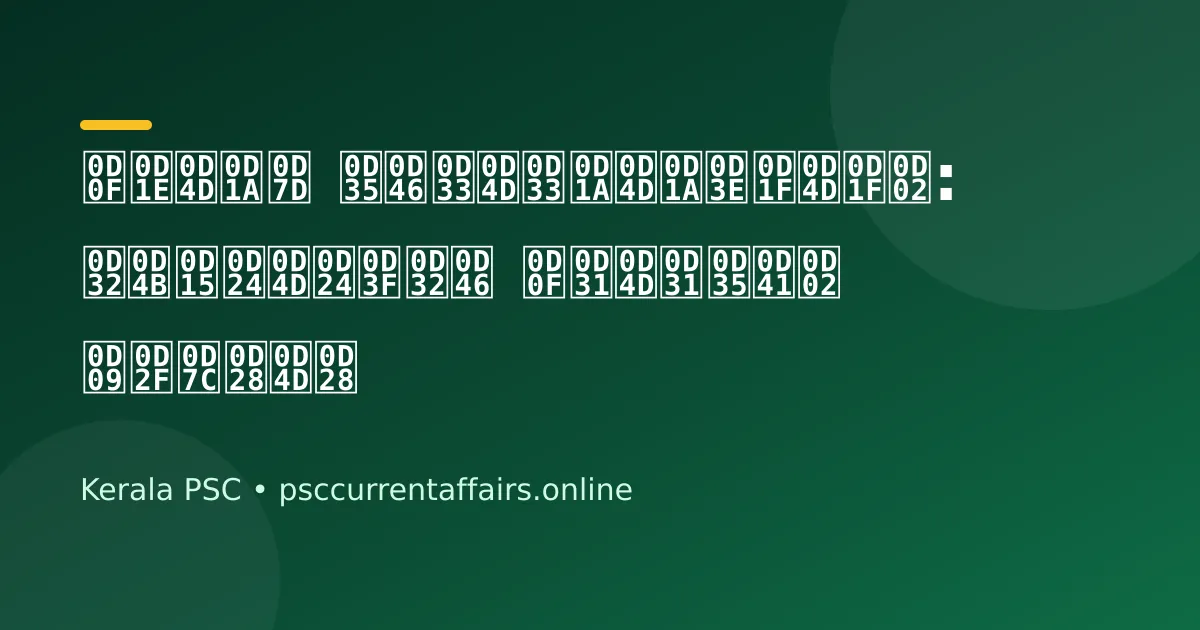 ഏഞ്ചൽ വെള്ളച്ചാട്ടം:
ലോകത്തിലെ ഏറ്റവും
ഉയർന്ന
Kerala PSC • psccurrentaffairs.online